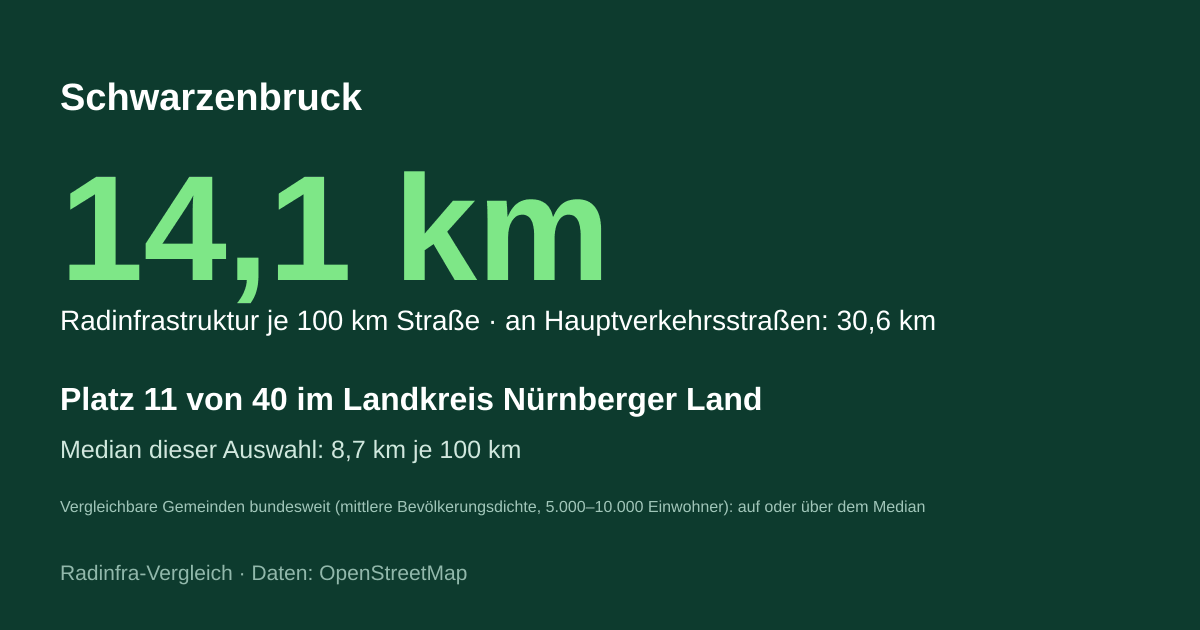 Schwarzenbruck
14,1 km
Radinfrastruktur je 100 km Straße · an Hauptverkehrsstraßen: 30,6 km
Platz 11 von 40 im Landkreis Nürnberger Land
Median dieser Auswahl: 8,7 km je 100 km
Vergleichbare Gemeinden bundesweit (mittlere Bevölkerungsdichte, 5.000–10.000 Einwohner): auf oder über dem Median
Radinfra-Vergleich · Daten: OpenStreetMap